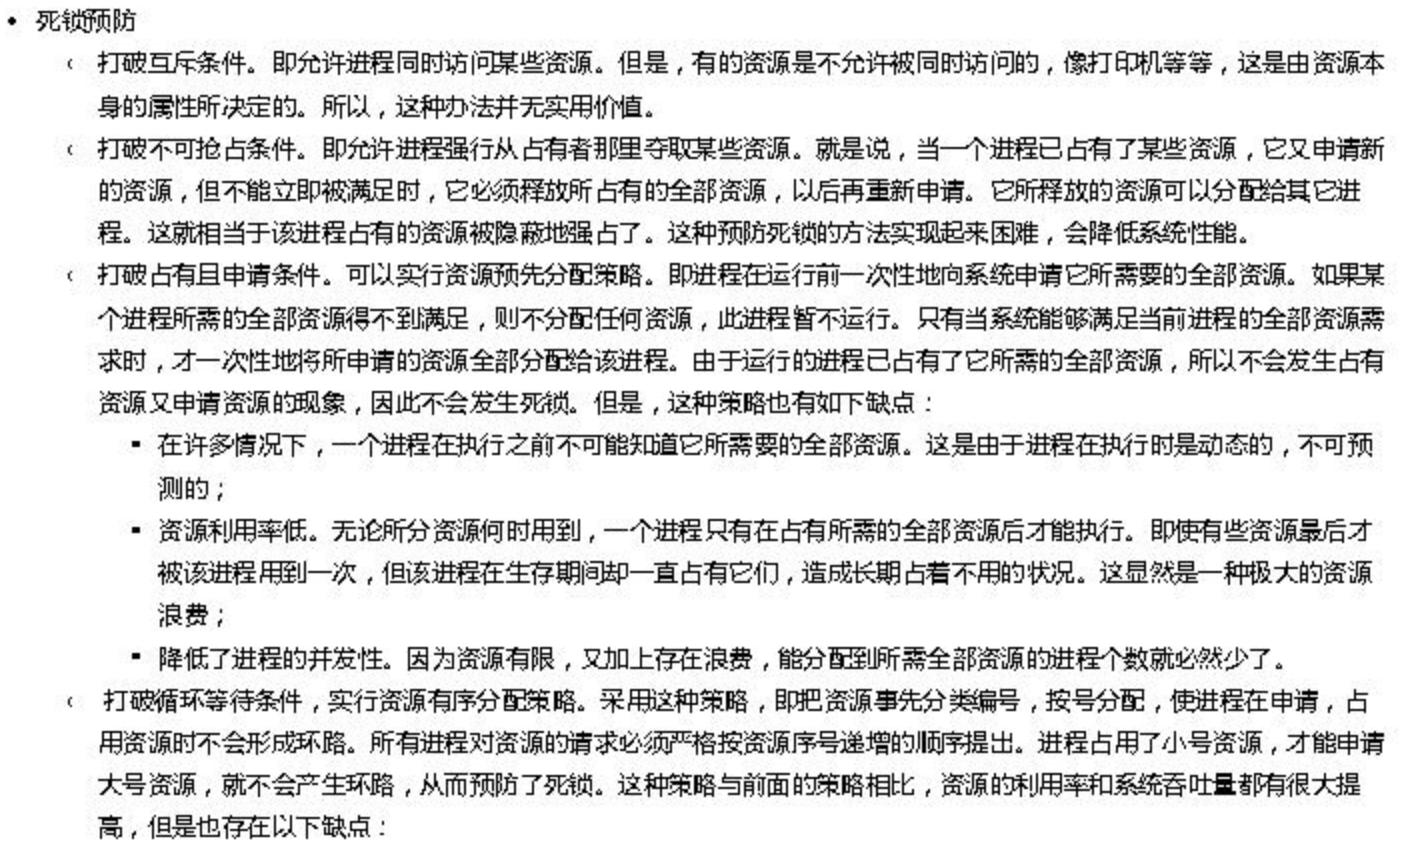 • 死锁预防
打破互斥条件。即允许进程同时访问某些资源。但是，有的资源是不允许被同时访问的，像打印机等等，这是由资源本
身的属性所决定的。所以，这种办法并无实用价值。
打破不可抢占条件。即允许进程强行从占有者那里夺取某些资源。就是说，当一个进程已占有了某些资源，它又申请新
的资源，但不能立即被满足时，它必须释放所占有的全部资源，以后再重新申请。它所释放的资源可以分配给其它进
程。这就相当于该进程占有的资源被隐蔽地强占了。这种预防死锁的方法实现起来困难，会降低系统性能。
打破占有且申请条件。可以实行资源预先分配策略。即进程在运行前一次性地向系统申请它所需要的全部资源。如果某
个进程所需的全部资源得不到满足，则不分配任何资源，此进程暂不运行。只有当系统能够满足当前进程的全部资源需
求时，才一次性地将所申请的资源全部分配给该进程。由于运行的进程已占有了它所需的全部资源，所以不会发生占有
资源又申请资源的现象，因此不会发生死锁。但是，这种策略也有如下缺点：
▪ 在许多情况下，一个进程在执行之前不可能知道它所需要的全部资源。这是由于进程在执行时是动态的，不可预
测的；
▪ 资源利用率低。无论所分资源何时用到，一个进程只有在占有所需的全部资源后才能执行。即使有些资源最后才
被该进程用到一次，但该进程在生存期间却一直占有它们，造成长期占着不用的状况。这显然是一种极大的资源
浪费；
▪ 降低了进程的并发性。因为资源有限，又加上存在浪费，能分配到所需全部资源的进程个数就必然少了。
打破循环等待条件，实行资源有序分配策略。采用这种策略，即把资源事先分类编号，按号分配，使进程在申请，占
用资源时不会形成环路。所有进程对资源的请求必须严格按资源序号递增的顺序提出。进程占用了小号资源，才能申请
大号资源，就不会产生环路，从而预防了死锁。这种策略与前面的策略相比，资源的利用率和系统吞吐量都有很大提
高，但是也存在以下缺点：